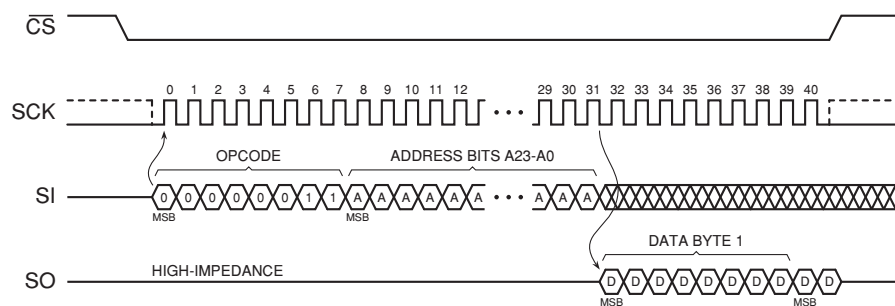 CS
0 1 2 3 4 5 6 7 8 9 10 11 12 29 30 31 32 33 34 35 36 37 38 39 40
SCK
OPCODE ADDRESS BITS A23-A0
SI 0 0 0 0 0 0 1 1 A A A A A A A A A
MSB MSB
DATA BYTE 1
HIGH-IMPEDANCE
SO D D D D D D D D D D
MSB MSB